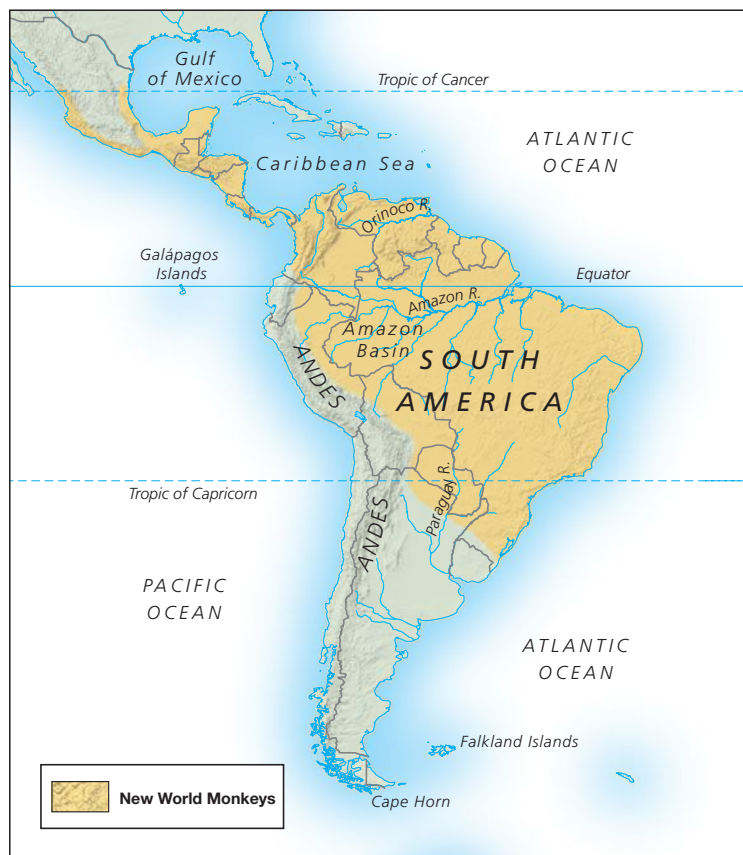 Gulf
of Mexico
Tropic of Cancer
ATLANTIC
OCEAN
Caribbean Sea
Orinoco R.
Galápagos
Islands
Equator
Amazon R.
Amazon
Basin
SOUTH
AMERICA
ANDES
Tropic of Capricorn
Paraguay R.
ANDES
PACIFIC
OCEAN
ATLANTIC
OCEAN
Falkland Islands
New World Monkeys
Cape Horn